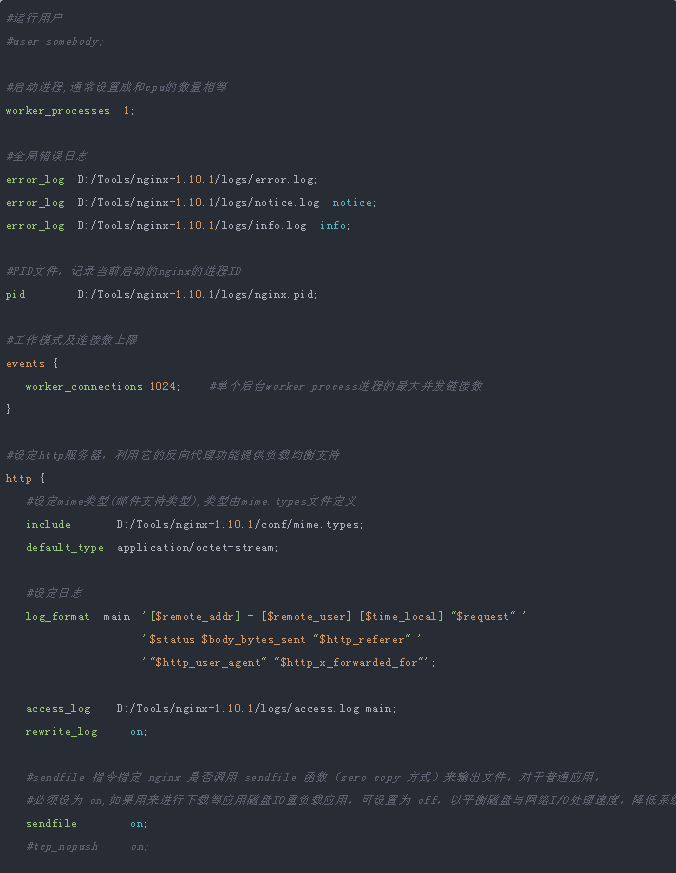 #运行用户
#user somebody;
#启动进程,通常设置成和cpu的数量相等
worker_processes  1;
#全局错误日志
error_log  D:/Tools/nginx-1.10.1/logs/error.log;
error_log  D:/Tools/nginx-1.10.1/logs/notice.log  notice;
error_log  D:/Tools/nginx-1.10.1/logs/info.log  info;
#PID文件，记录当前启动的nginx的进程ID
pid        D:/Tools/nginx-1.10.1/logs/nginx.pid;
#工作模式及连接数上限
events {
   worker_connections 1024;    #单个后台worker process进程的最大并发链接数
}
#设定http服务器，利用它的反向代理功能提供负载均衡支持
http {
   #设定mime类型(邮件支持类型),类型由mime.types文件定义
   include       D:/Tools/nginx-1.10.1/conf/mime.types;
   default_type  application/octet-stream;
   #设定日志
   log_format  main  '[$remote_addr] - [$remote_user] [$time_local] "$request" '
                     '$status $body_bytes_sent "$http_referer" '
                     '"$http_user_agent" "$http_x_forwarded_for"';
   access_log    D:/Tools/nginx-1.10.1/logs/access.log main;
   rewrite_log     on;
   #sendfile 指令指定 nginx 是否调用 sendfile 函数（zero copy 方式）来输出文件，对于普通应用，
   #必须设为 on,如果用来进行下载等应用磁盘IO重负载应用，可设置为 off，以平衡磁盘与网络I/O处理速度，降低系
   sendfile        on;
   #tcp_nopush     on;